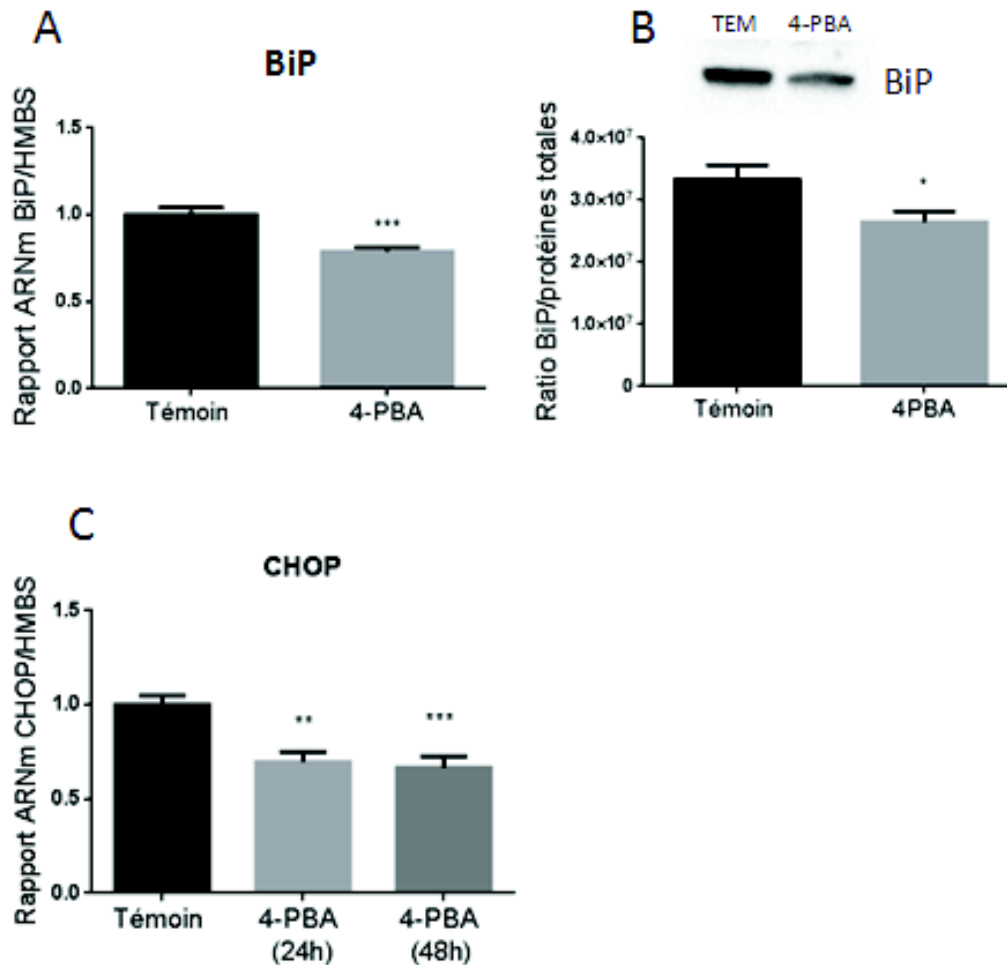 A
BiP
Rapport ARNm BiP/HMBS
1.5
1.0
0.5
0.0
***
Témoin
4-PBA
B
TEM 4-PBA
BiP
Ratio BiP/protéines totales
4.0×10⁷
3.0×10⁷
2.0×10⁷
1.0×10⁷
0
*
Témoin
4PBA
C
CHOP
Rapport ARNm CHOP/HMBS
1.5
1.0
0.5
0.0
**
***
Témoin
4-PBA
(24h)
4-PBA
(48h)